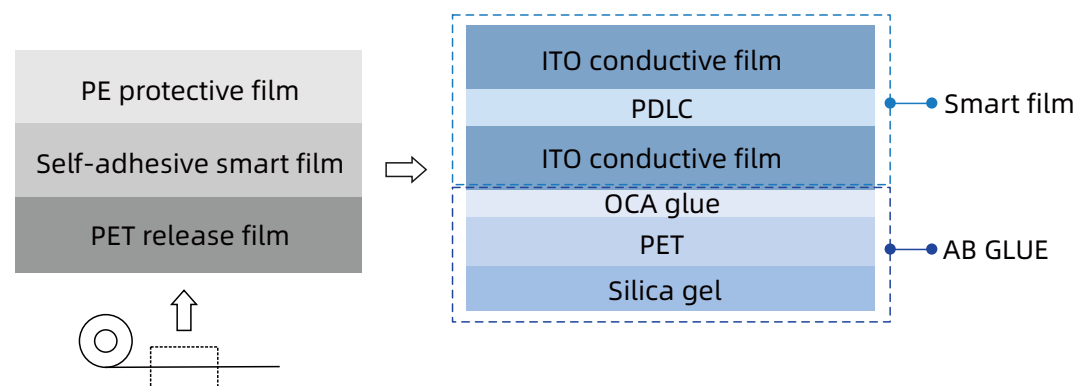 PE protective film
Self-adhesive smart film
PET release film
ITO conductive film
PDLC
ITO conductive film
OCA glue
PET
Silica gel
Smart film
AB GLUE